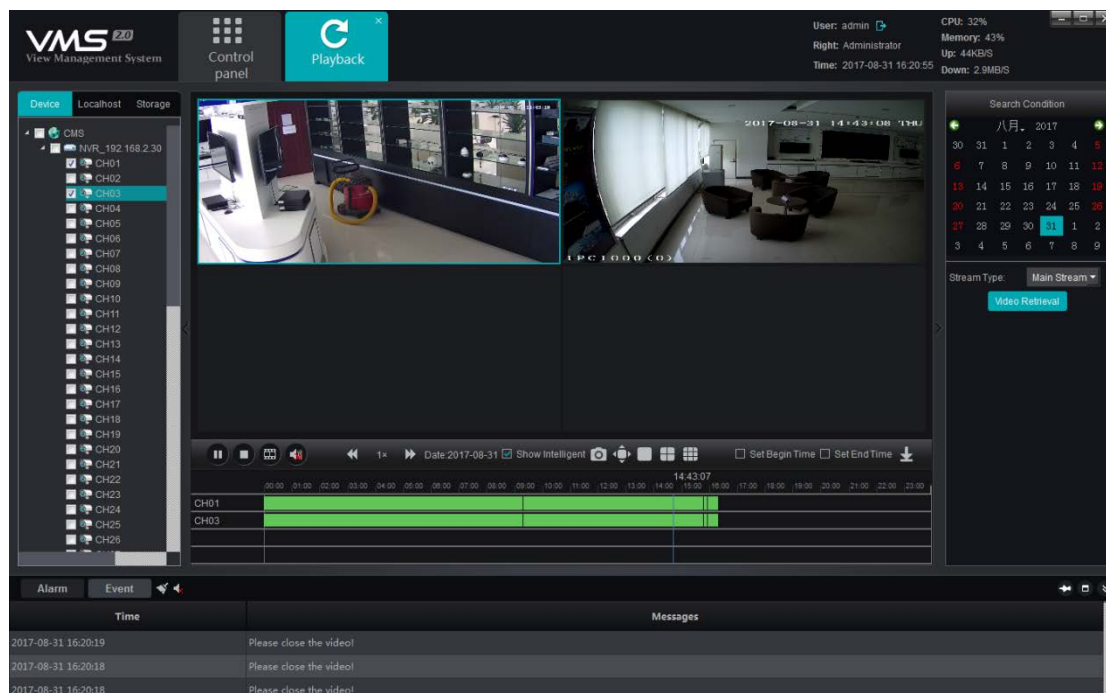 VMS 2.0
View Management System
Control
panel
Playback
User: admin
Right: Administrator
Time: 2017-08-31 16:20:55
CPU: 32%
Memory: 43%
Up: 44KB/S
Down: 2.9MB/S
Device Localhost Storage
CMS
NVR_192.168.2.30
CH01
CH02
CH03
CH04
CH05
CH06
CH07
CH08
CH09
CH10
CH11
CH12
CH13
CH14
CH15
CH16
CH17
CH18
CH19
CH20
CH21
CH22
CH23
CH24
CH25
CH26
2017-08-31 14:43:08 THU
IPC1000(0)
Search Condition
八月, 2017
30 31 1 2 3 4 5
6 7 8 9 10 11 12
13 14 15 16 17 18 19
20 21 22 23 24 25 26
27 28 29 30 31 1 2
3 4 5 6 7 8 9
Stream Type: Main Stream
Video Retrieval
1× Date:2017-08-31 Show Intelligent Set Begin Time Set End Time
14:43:07
00:00 01:00 02:00 03:00 04:00 05:00 06:00 07:00 08:00 09:00 10:00 11:00 12:00 13:00 14:00 15:00 16:00 17:00 18:00 19:00 20:00 21:00 22:00 23:00
CH01
CH03
Alarm Event
Time Messages
2017-08-31 16:20:19 Please close the video!
2017-08-31 16:20:18 Please close the video!
2017-08-31 16:20:18 Please close the video!